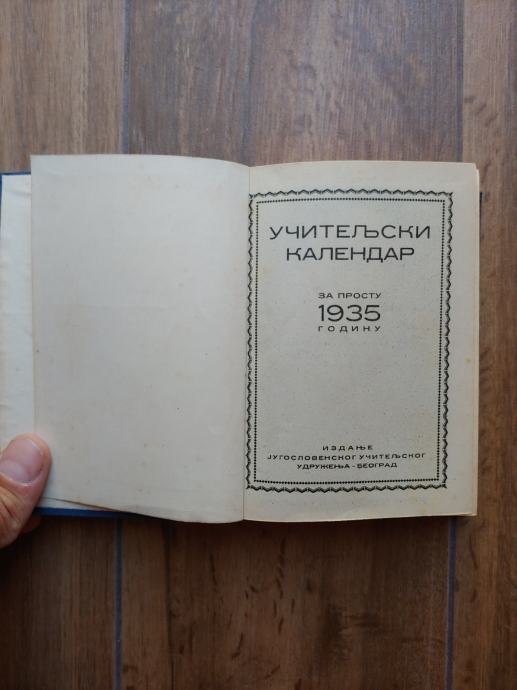 УЧИТЕЉСКИ
КАЛЕНДАР
ЗА ПРОСТУ
1935
ГОДИНУ
ИЗДАЊЕ
ЈУГОСЛОВЕНСКОГ УЧИТЕЉСКОГ
УДРУЖЕЊА - БЕОГРАД